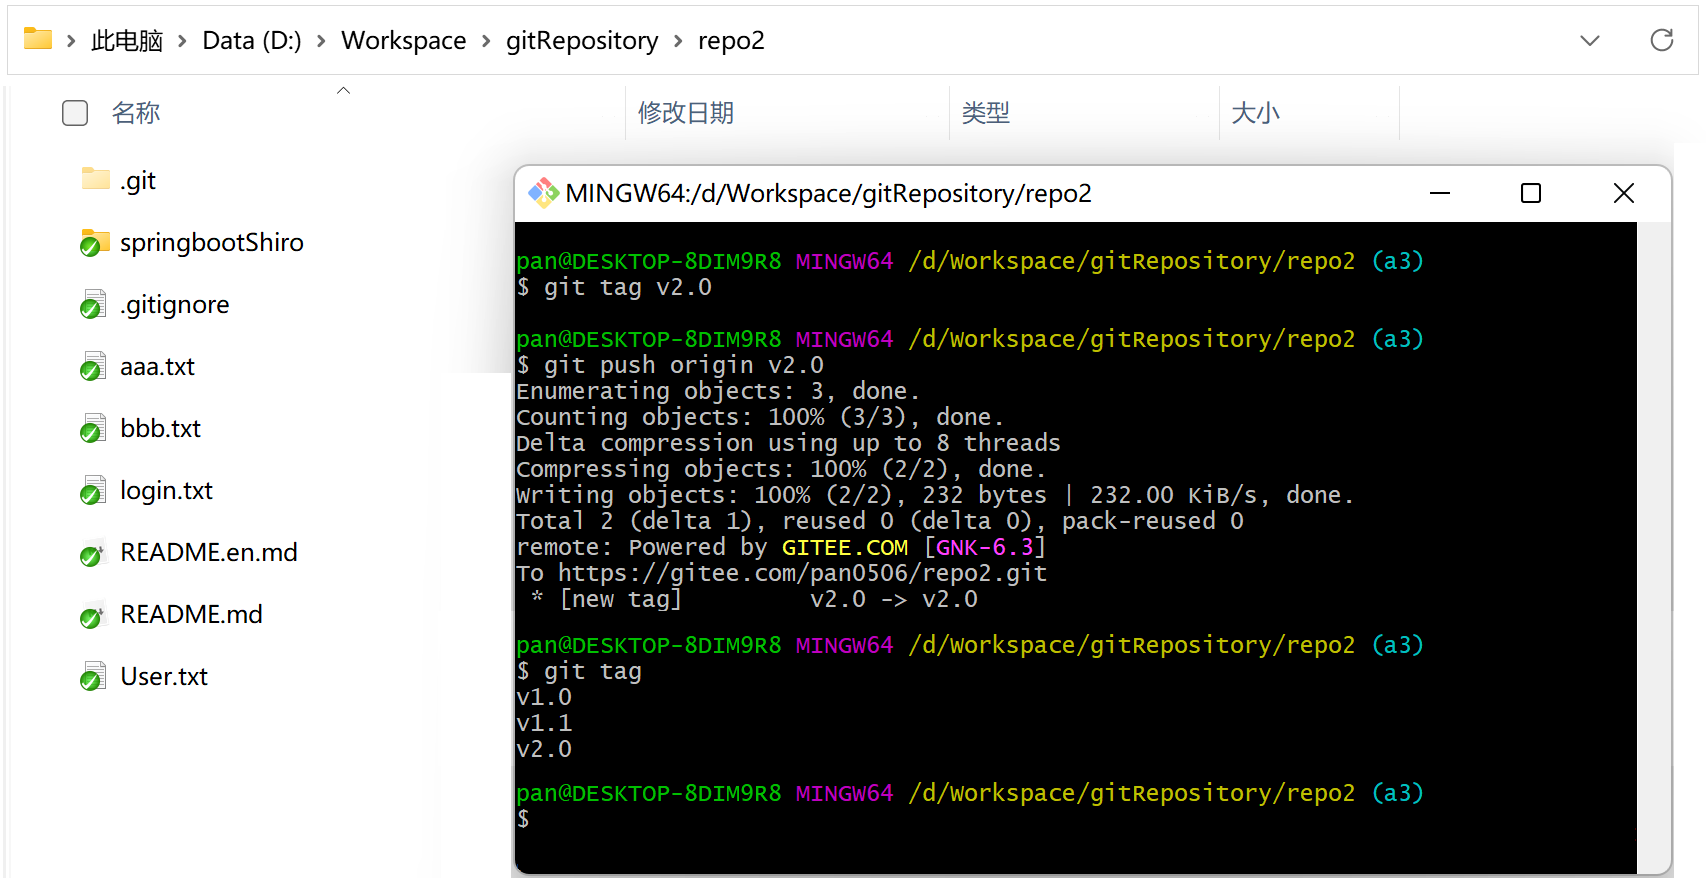 此电脑 > Data (D:) > Workspace > gitRepository > repo2
名称 修改日期 类型 大小
.git
springbootShiro
.gitignore
aaa.txt
bbb.txt
login.txt
README.en.md
README.md
User.txt
MINGW64:/d/Workspace/gitRepository/repo2
pan@DESKTOP-8DIM9R8 MINGW64 /d/Workspace/gitRepository/repo2 (a3)
$ git tag v2.0
pan@DESKTOP-8DIM9R8 MINGW64 /d/Workspace/gitRepository/repo2 (a3)
$ git push origin v2.0
Enumerating objects: 3, done.
Counting objects: 100% (3/3), done.
Delta compression using up to 8 threads
Compressing objects: 100% (2/2), done.
Writing objects: 100% (2/2), 232 bytes | 232.00 KiB/s, done.
Total 2 (delta 1), reused 0 (delta 0), pack-reused 0
remote: Powered by GITEE.COM [GNK-6.3]
To https://gitee.com/pan0506/repo2.git
 * [new tag]         v2.0 -> v2.0
pan@DESKTOP-8DIM9R8 MINGW64 /d/Workspace/gitRepository/repo2 (a3)
$ git tag
v1.0
v1.1
v2.0
pan@DESKTOP-8DIM9R8 MINGW64 /d/Workspace/gitRepository/repo2 (a3)
$